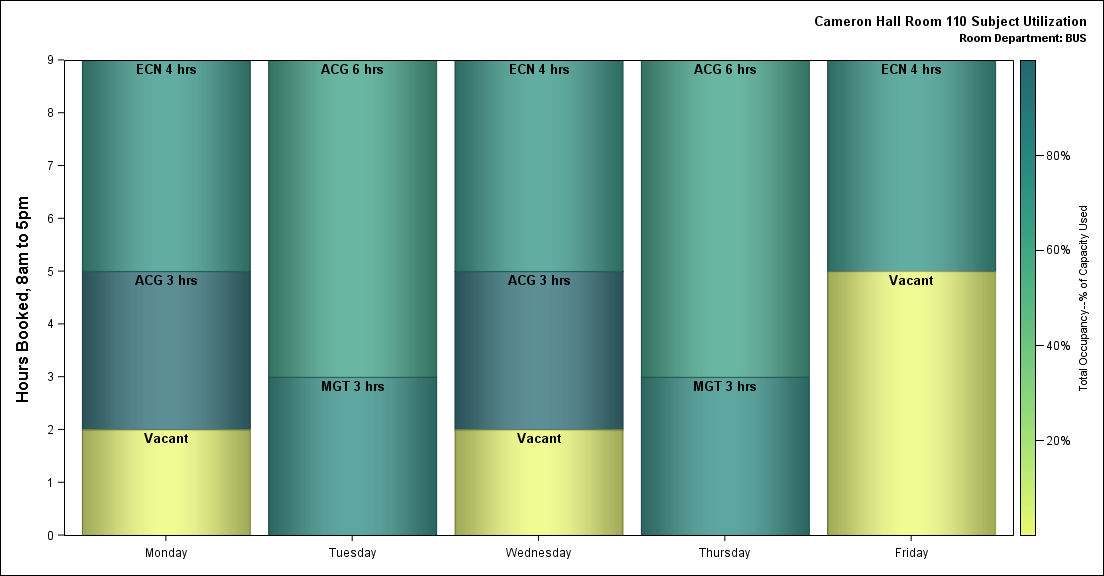 Cameron Hall Room 110 Subject Utilization
Room Department: BUS
Hours Booked, 8am to 5pm
9
8
7
6
5
4
3
2
1
0
ECN 4 hrs
ACG 3 hrs
Vacant
ACG 6 hrs
MGT 3 hrs
ECN 4 hrs
ACG 3 hrs
Vacant
ACG 6 hrs
MGT 3 hrs
ECN 4 hrs
Vacant
Monday
Tuesday
Wednesday
Thursday
Friday
80%
60%
40%
20%
Total Occupancy--% of Capacity Used